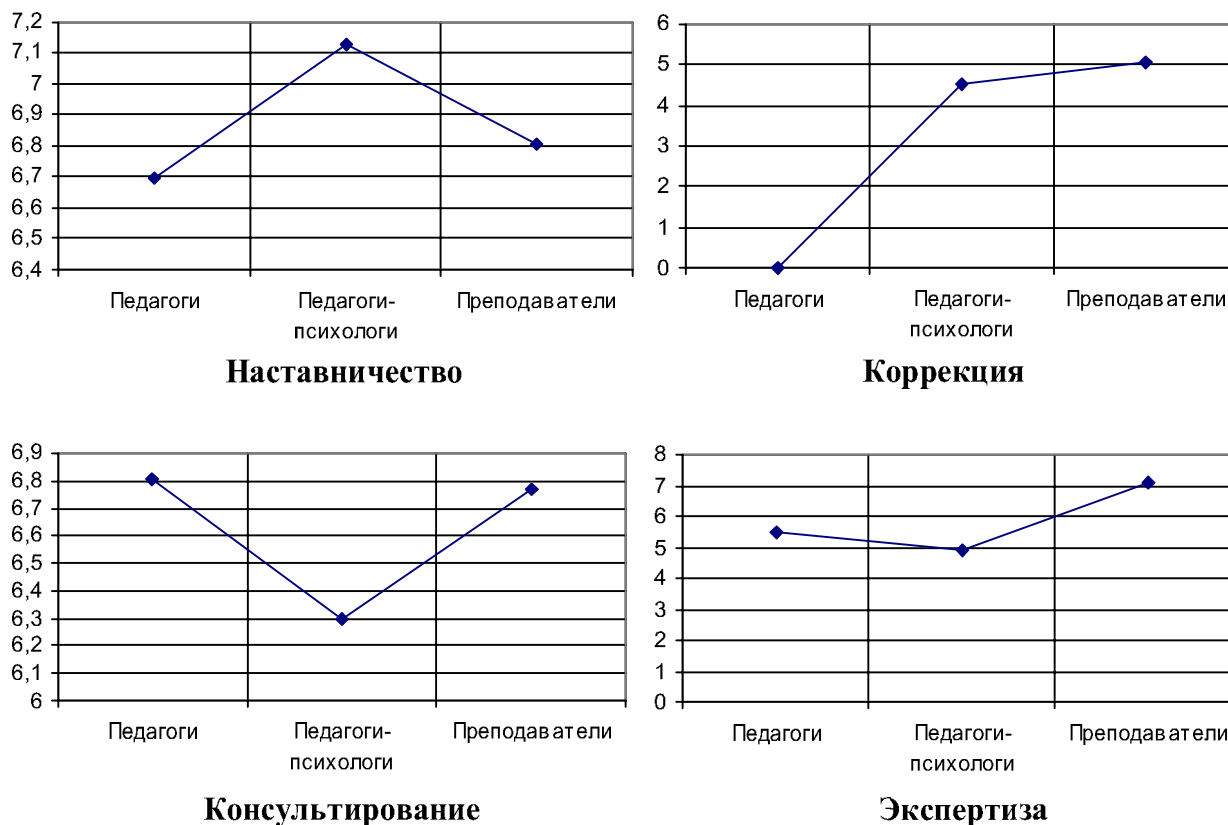 7,2
7,1
7
6,9
6,8
6,7
6,6
6,5
6,4
Педагоги
Педагоги-
психологи
Преподаватели
Наставничество
6
5
4
3
2
1
0
Педагоги
Педагоги-
психологи
Преподаватели
Коррекция
6,9
6,8
6,7
6,6
6,5
6,4
6,3
6,2
6,1
6
Педагоги
Педагоги-
психологи
Преподаватели
Консультирование
8
7
6
5
4
3
2
1
0
Педагоги
Педагоги-
психологи
Преподаватели
Экспертиза